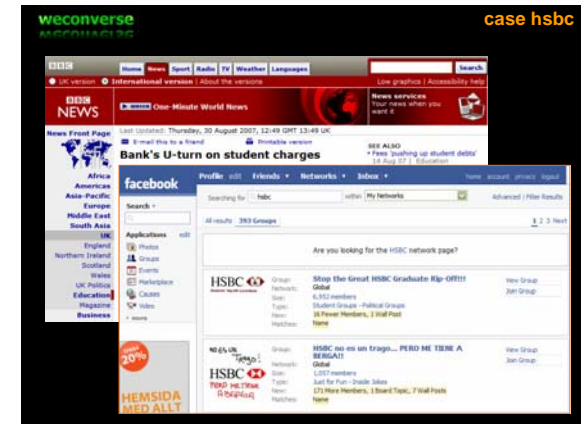 weconverse
case hsbc
BBC
Home News Sport Radio TV Weather Languages
Search
UK version International version | About the versions
Low graphics | Accessibility help
BBC
NEWS
WATCH One-Minute World News
News services
Your news when you
want it
News Front Page
Africa
Americas
Asia-Pacific
Europe
Middle East
South Asia
UK
England
Northern Ireland
Scotland
Wales
UK Politics
Education
Magazine
Business
Last Updated: Thursday, 30 August 2007, 12:49 GMT 13:49 UK
E-mail this to a friend Printable version
Bank's U-turn on student charges
SEE ALSO
Fees 'pushing up student debts'
14 Aug 07 | Education
facebook
Profile edit Friends Networks Inbox
home account privacy logout
Search
Applications edit
Photos
Groups
Events
Marketplace
Causes
Video
more
20%
HEMSIDA
MED ALLT
Searching for hsbc within My Networks
Advanced | Filter Results
All results 393 Groups
1 2 3 Next
Are you looking for the HSBC network page?
HSBC
Group: Stop the Great HSBC Graduate Rip-Off!!!
Network: Global
Size: 6,952 members
Type: Student Groups - Political Groups
New: 16 Fewer Members, 1 Wall Post
Matches: Name
View Group
Join Group
NO ES UN
Trago!
HSBC
PERO ME TIENE
A BERGA!!
Group: HSBC no es un trago... PERO ME TIENE A
BERGA!!
Network: Global
Size: 1,057 members
Type: Just for Fun - Inside Jokes
New: 171 More Members, 1 Board Topic, 7 Wall Posts
Matches: Name
View Group
Join Group